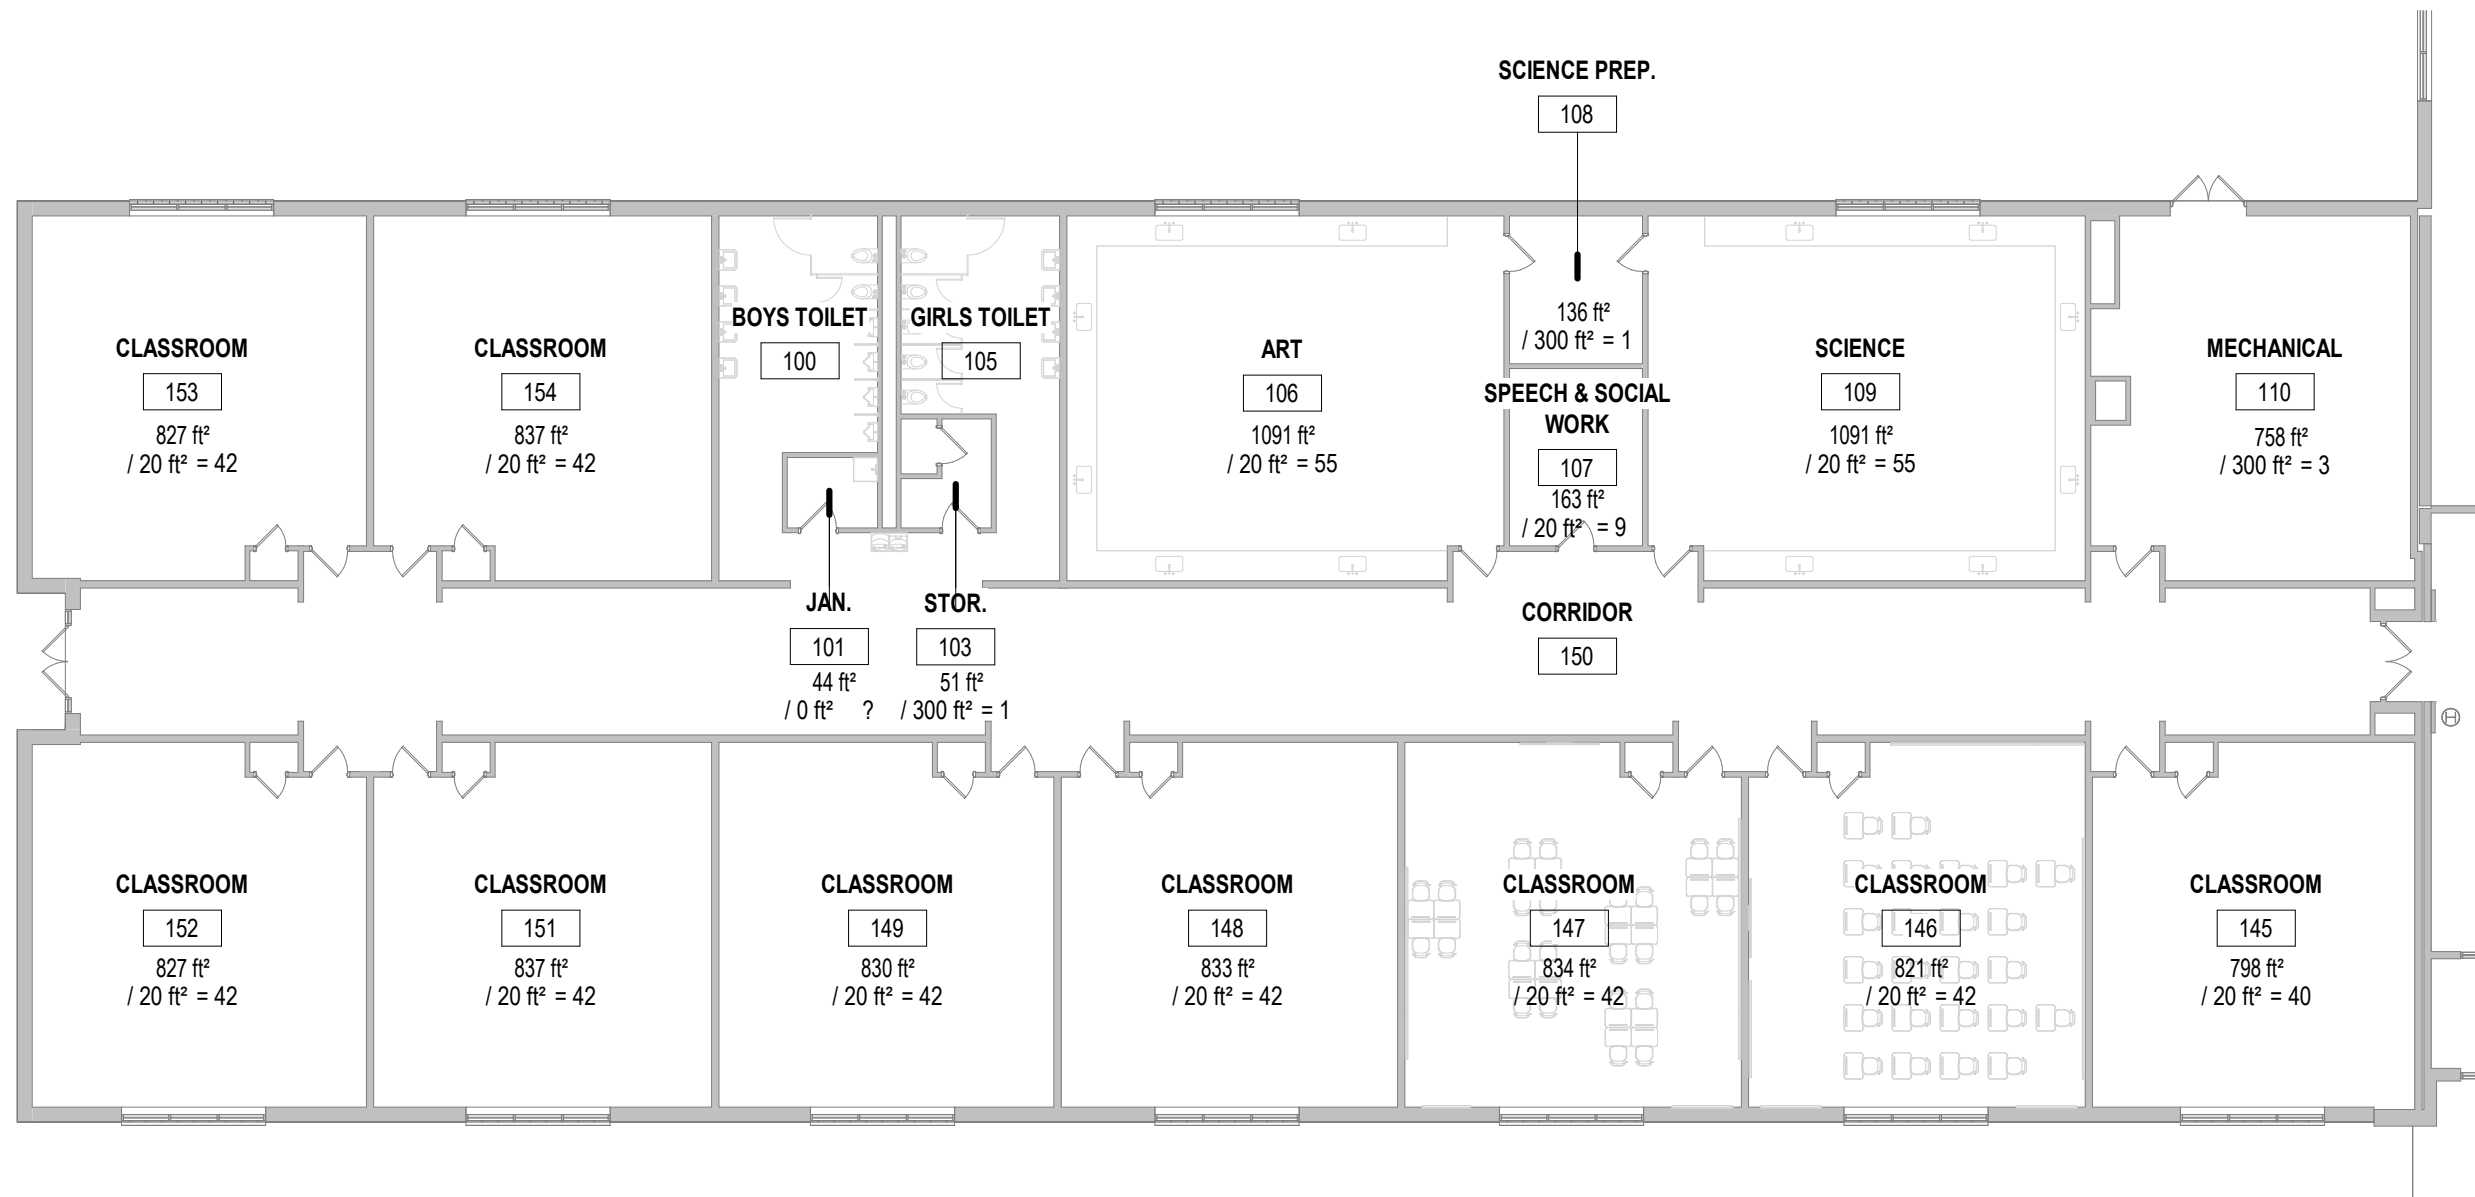 SCIENCE PREP.
108
136 ft²
/ 300 ft² = 1
CLASSROOM
153
827 ft²
/ 20 ft² = 42
CLASSROOM
154
837 ft²
/ 20 ft² = 42
BOYS TOILET
100
GIRLS TOILET
105
ART
106
1091 ft²
/ 20 ft² = 55
SPEECH & SOCIAL
WORK
107
163 ft²
/ 20 ft² = 9
SCIENCE
109
1091 ft²
/ 20 ft² = 55
MECHANICAL
110
758 ft²
/ 300 ft² = 3
JAN.
101
44 ft²
/ 0 ft² ?
STOR.
103
51 ft²
/ 300 ft² = 1
CORRIDOR
150
H
CLASSROOM
152
827 ft²
/ 20 ft² = 42
CLASSROOM
151
837 ft²
/ 20 ft² = 42
CLASSROOM
149
830 ft²
/ 20 ft² = 42
CLASSROOM
148
833 ft²
/ 20 ft² = 42
CLASSROOM
147
834 ft²
/ 20 ft² = 42
CLASSROOM
146
821 ft²
/ 20 ft² = 42
CLASSROOM
145
798 ft²
/ 20 ft² = 40